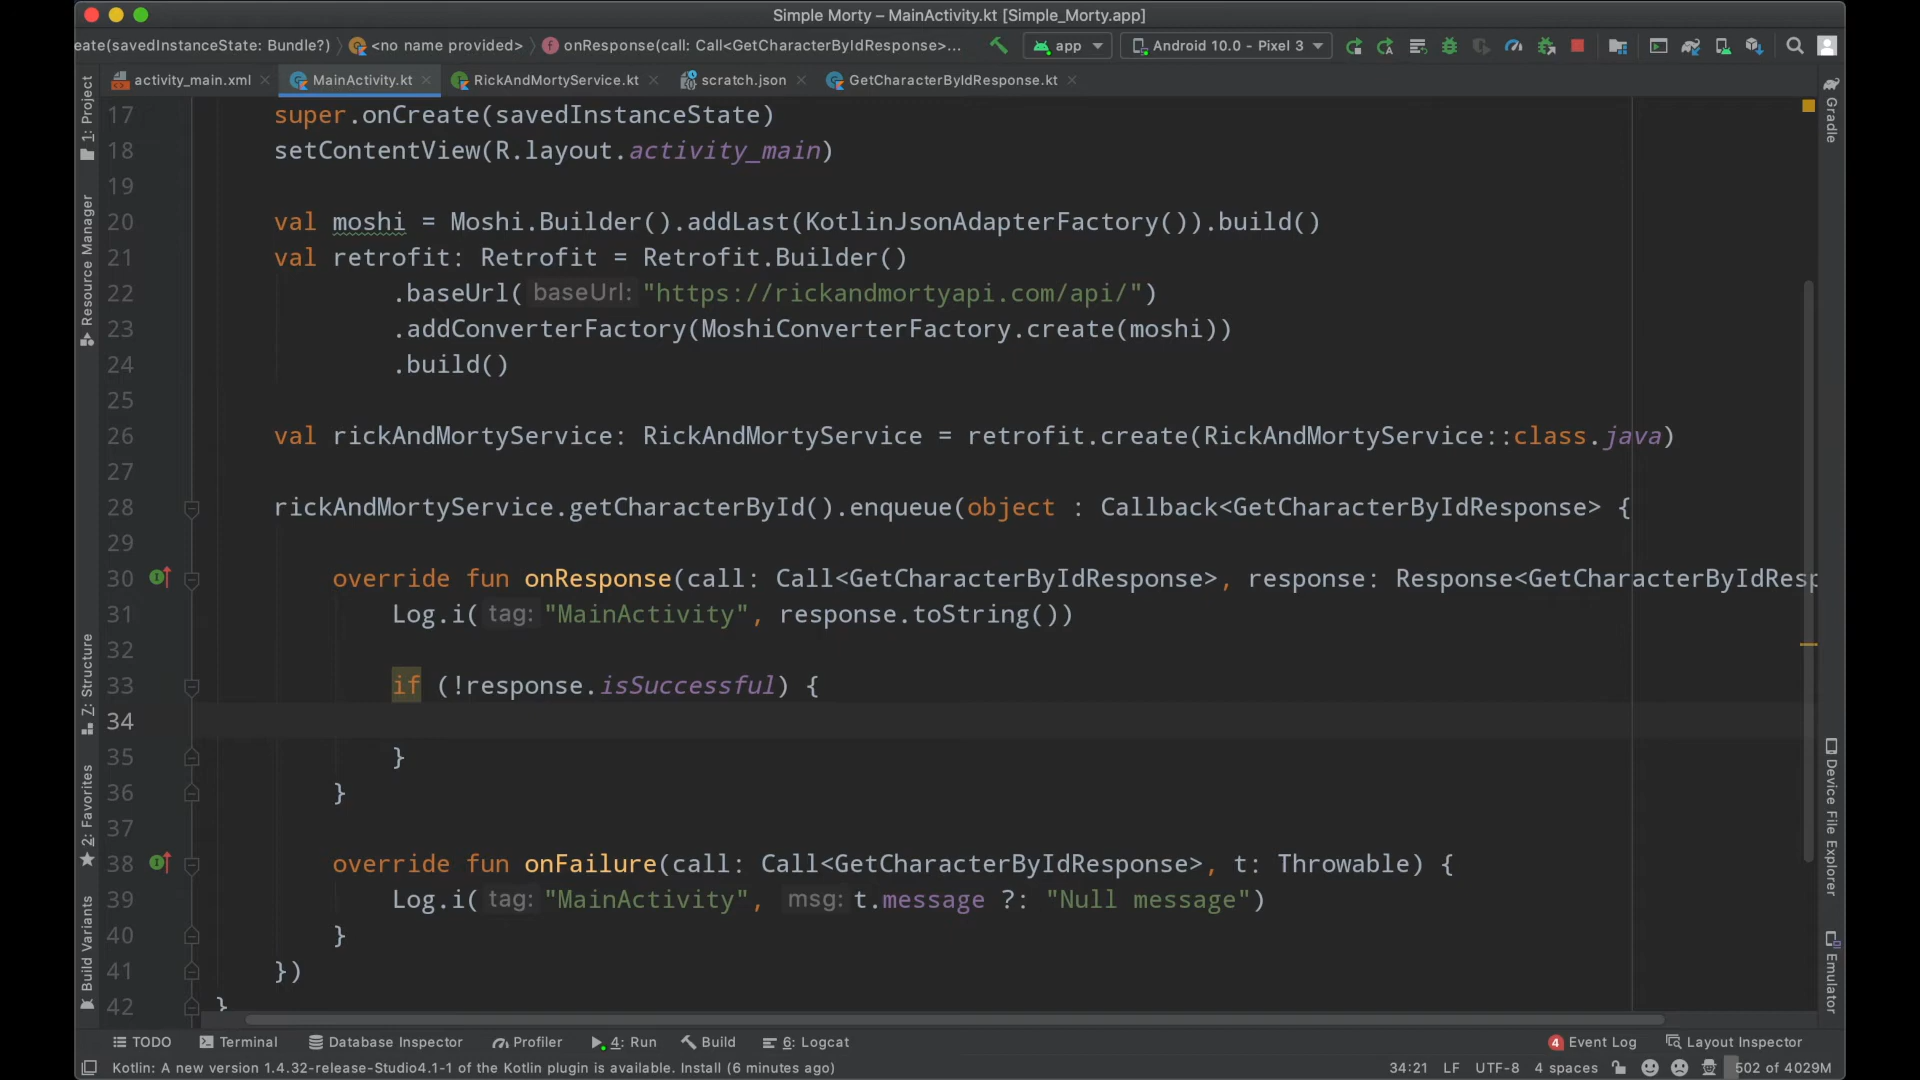 Simple Morty – MainActivity.kt [Simple_Morty.app]
eate(savedInstanceState: Bundle?) <no name provided> onResponse(call: Call<GetCharacterByIdResponse>... app Android 10.0 - Pixel 3
activity_main.xml MainActivity.kt RickAndMortyService.kt scratch.json GetCharacterByIdResponse.kt
1: Project
Resource Manager
Z: Structure
2: Favorites
Build Variants
17 super.onCreate(savedInstanceState)
18 setContentView(R.layout.activity_main)
19
20 val moshi = Moshi.Builder().addLast(KotlinJsonAdapterFactory()).build()
21 val retrofit: Retrofit = Retrofit.Builder()
22 .baseUrl( baseUrl: "https://rickandmortyapi.com/api/")
23 .addConverterFactory(MoshiConverterFactory.create(moshi))
24 .build()
25
26 val rickAndMortyService: RickAndMortyService = retrofit.create(RickAndMortyService::class.java)
27
28 rickAndMortyService.getCharacterById().enqueue(object : Callback<GetCharacterByIdResponse> {
29
30 override fun onResponse(call: Call<GetCharacterByIdResponse>, response: Response<GetCharacterByIdResp
31 Log.i( tag: "MainActivity", response.toString())
32
33 if (!response.isSuccessful) {
34
35 }
36 }
37
38 override fun onFailure(call: Call<GetCharacterByIdResponse>, t: Throwable) {
39 Log.i( tag: "MainActivity", msg: t.message ?: "Null message")
40 }
41 })
42 }
Gradle
Device File Explorer
Emulator
TODO Terminal Database Inspector Profiler 4: Run Build 6: Logcat 4 Event Log Layout Inspector
Kotlin: A new version 1.4.32-release-Studio4.1-1 of the Kotlin plugin is available. Install (6 minutes ago) 34:21 LF UTF-8 4 spaces 502 of 4029M